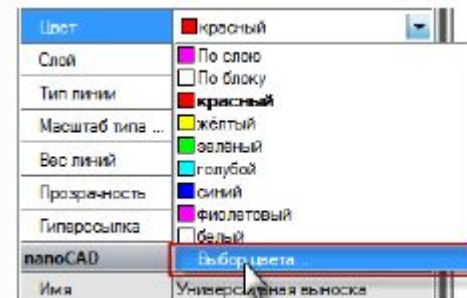 Цвет
красный
Слой
По слою
По блоку
Тип линии
красный
Масштаб типа ...
жёлтый
зелёный
Вес линий
голубой
Прозрачность
синий
фиолетовый
Гиперссылка
белый
nanoCAD
Выбор цвета...
Имя
Универсальная выноска